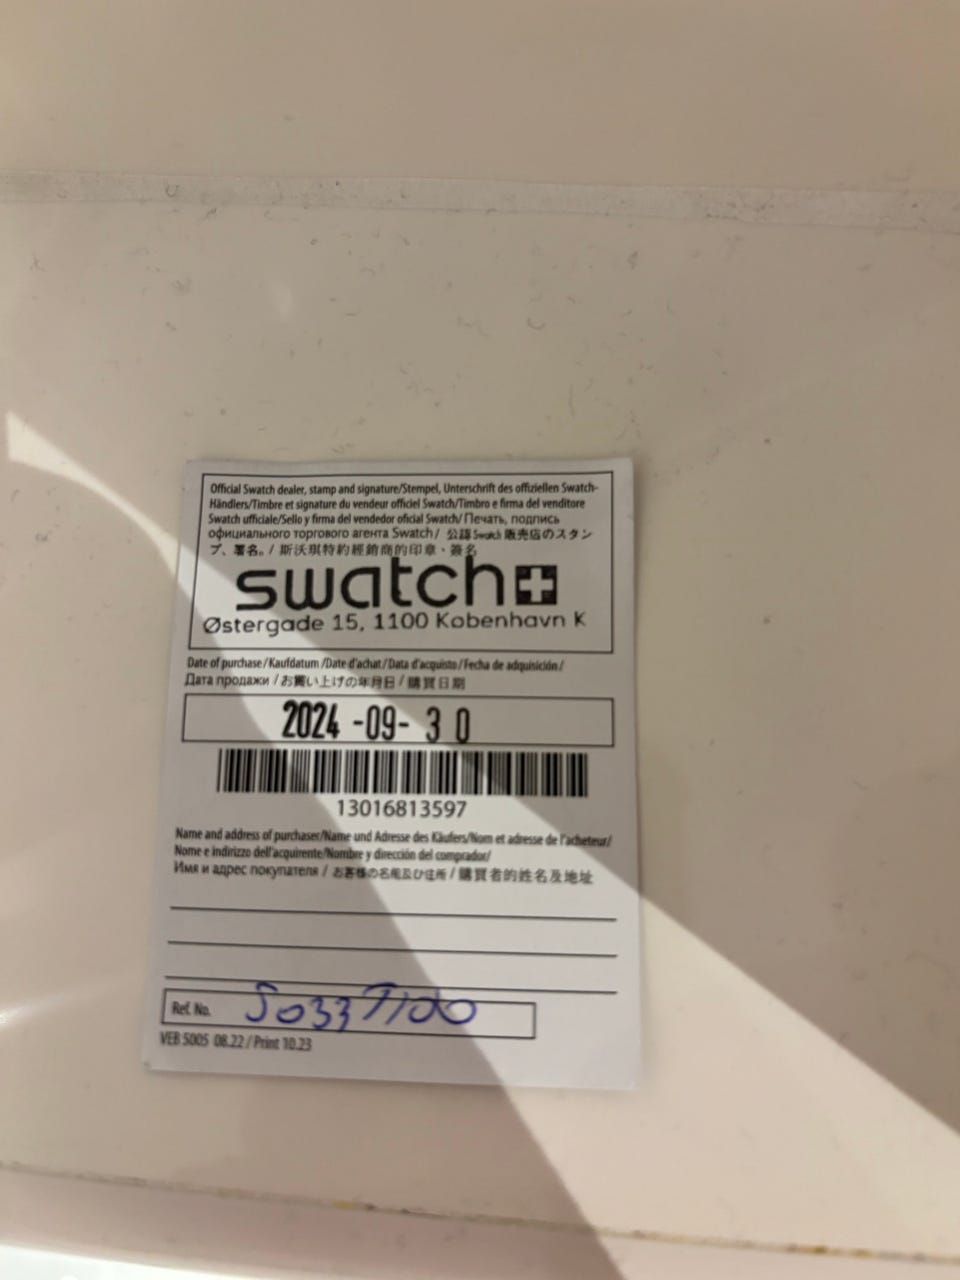 Official Swatch dealer, stamp and signature/Stempel, Unterschrift des offiziellen Swatch-
Händlers/Timbre et signature du vendeur officiel Swatch/Timbro e firma del venditore
Swatch ufficiale/Sello y firma del vendedor oficial Swatch/Печать, подпись
официального торгового агента Swatch/ 公認Swatch販売店のスタン
プ、署名。/ 斯沃琪特約經銷商的印章、簽名
swatch
Østergade 15, 1100 Kobenhavn K
Date of purchase/Kaufdatum /Date d'achat/Data d'acquisto/Fecha de adquisición/
Дата продажи /お買い上げの年月日/ 購買日期
2024 -09- 3 0
13016813597
Name and address of purchaser/Name und Adresse des Käufers/Nom et adresse de l'acheteur/
Nome e indirizzo dell'acquirente/Nombre y dirección del comprador/
Имя и адрес покупателя / お客様の名前及び住所 / 購買者的姓名及地址
Ref. No.
VEB 5005 08.22 / Print 10.23